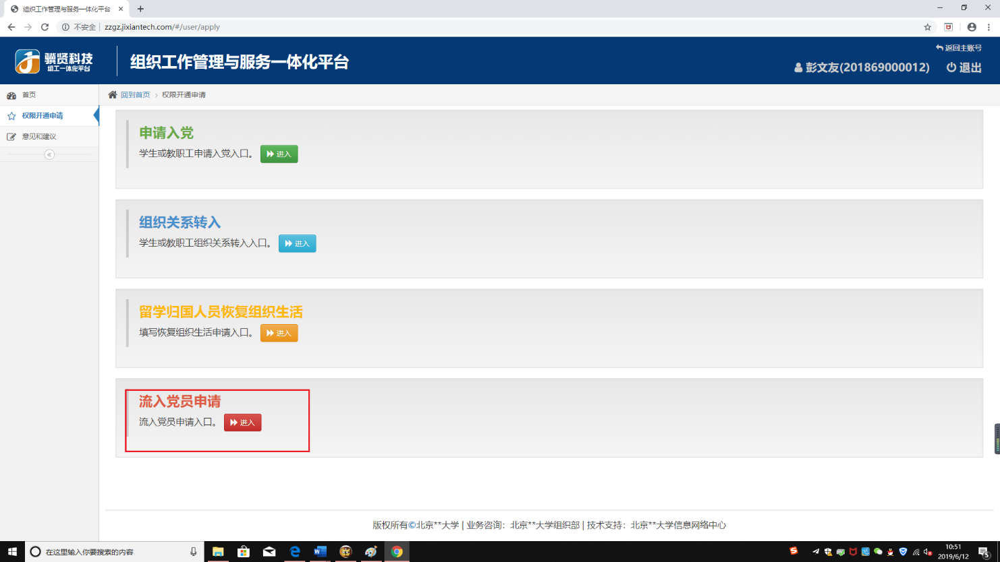 组织工作管理与服务一体化平台
不安全 | zzgz.jixiantech.com/#/user/apply
骥贤科技
组工一体化平台
组织工作管理与服务一体化平台
返回主账号
彭文友(201869000012) 退出
首页
权限开通申请
意见和建议
回到首页 > 权限开通申请
申请入党
学生或教职工申请入党入口。 进入
组织关系转入
学生或教职工组织关系转入入口。 进入
留学归国人员恢复组织生活
填写恢复组织生活申请入口。 进入
流入党员申请
流入党员申请入口。 进入
版权所有©北京**大学 | 业务咨询：北京**大学组织部 | 技术支持：北京**大学信息网络中心
在这里输入你要搜索的内容
10:51
2019/6/12
5